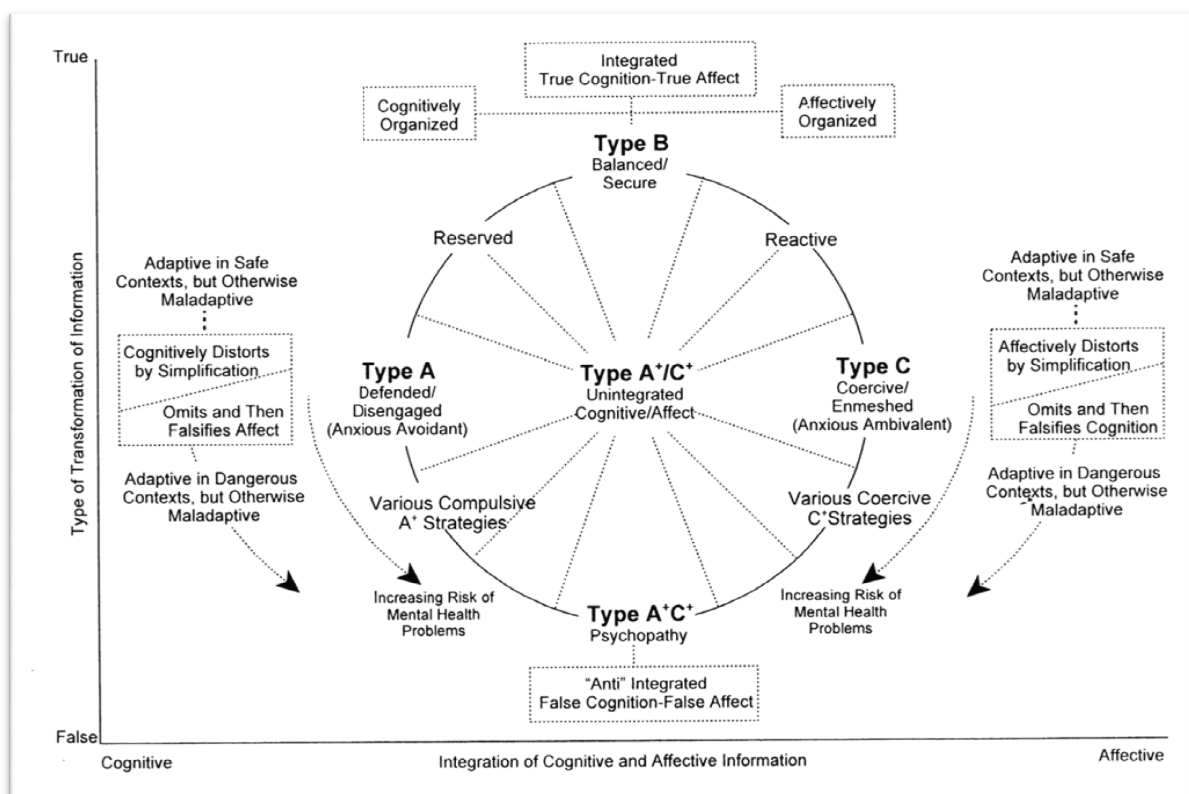 True
Integrated
True Cognition-True Affect
Cognitively
Organized
Affectively
Organized
Type B
Balanced/
Secure
Reserved
Reactive
Adaptive in Safe
Contexts, but Otherwise
Maladaptive
Cognitively Distorts
by Simplification
Omits and Then
Falsifies Affect
Adaptive in Dangerous
Contexts, but Otherwise
Maladaptive
Type A
Defended/
Disengaged
(Anxious Avoidant)
Type A⁺/C⁺
Unintegrated
Cognitive/Affect
Type C
Coercive/
Enmeshed
(Anxious Ambivalent)
Adaptive in Safe
Contexts, but Otherwise
Maladaptive
Affectively Distorts
by Simplification
Omits and Then
Falsifies Cognition
Adaptive in Dangerous
Contexts, but Otherwise
Maladaptive
Various Compulsive
A⁺ Strategies
Various Coercive
C⁺Strategies
Increasing Risk of
Mental Health
Problems
Type A⁺C⁺
Psychopathy
Increasing Risk of
Mental Health
Problems
"Anti" Integrated
False Cognition-False Affect
Type of Transformation of Information
False
Cognitive
Integration of Cognitive and Affective Information
Affective